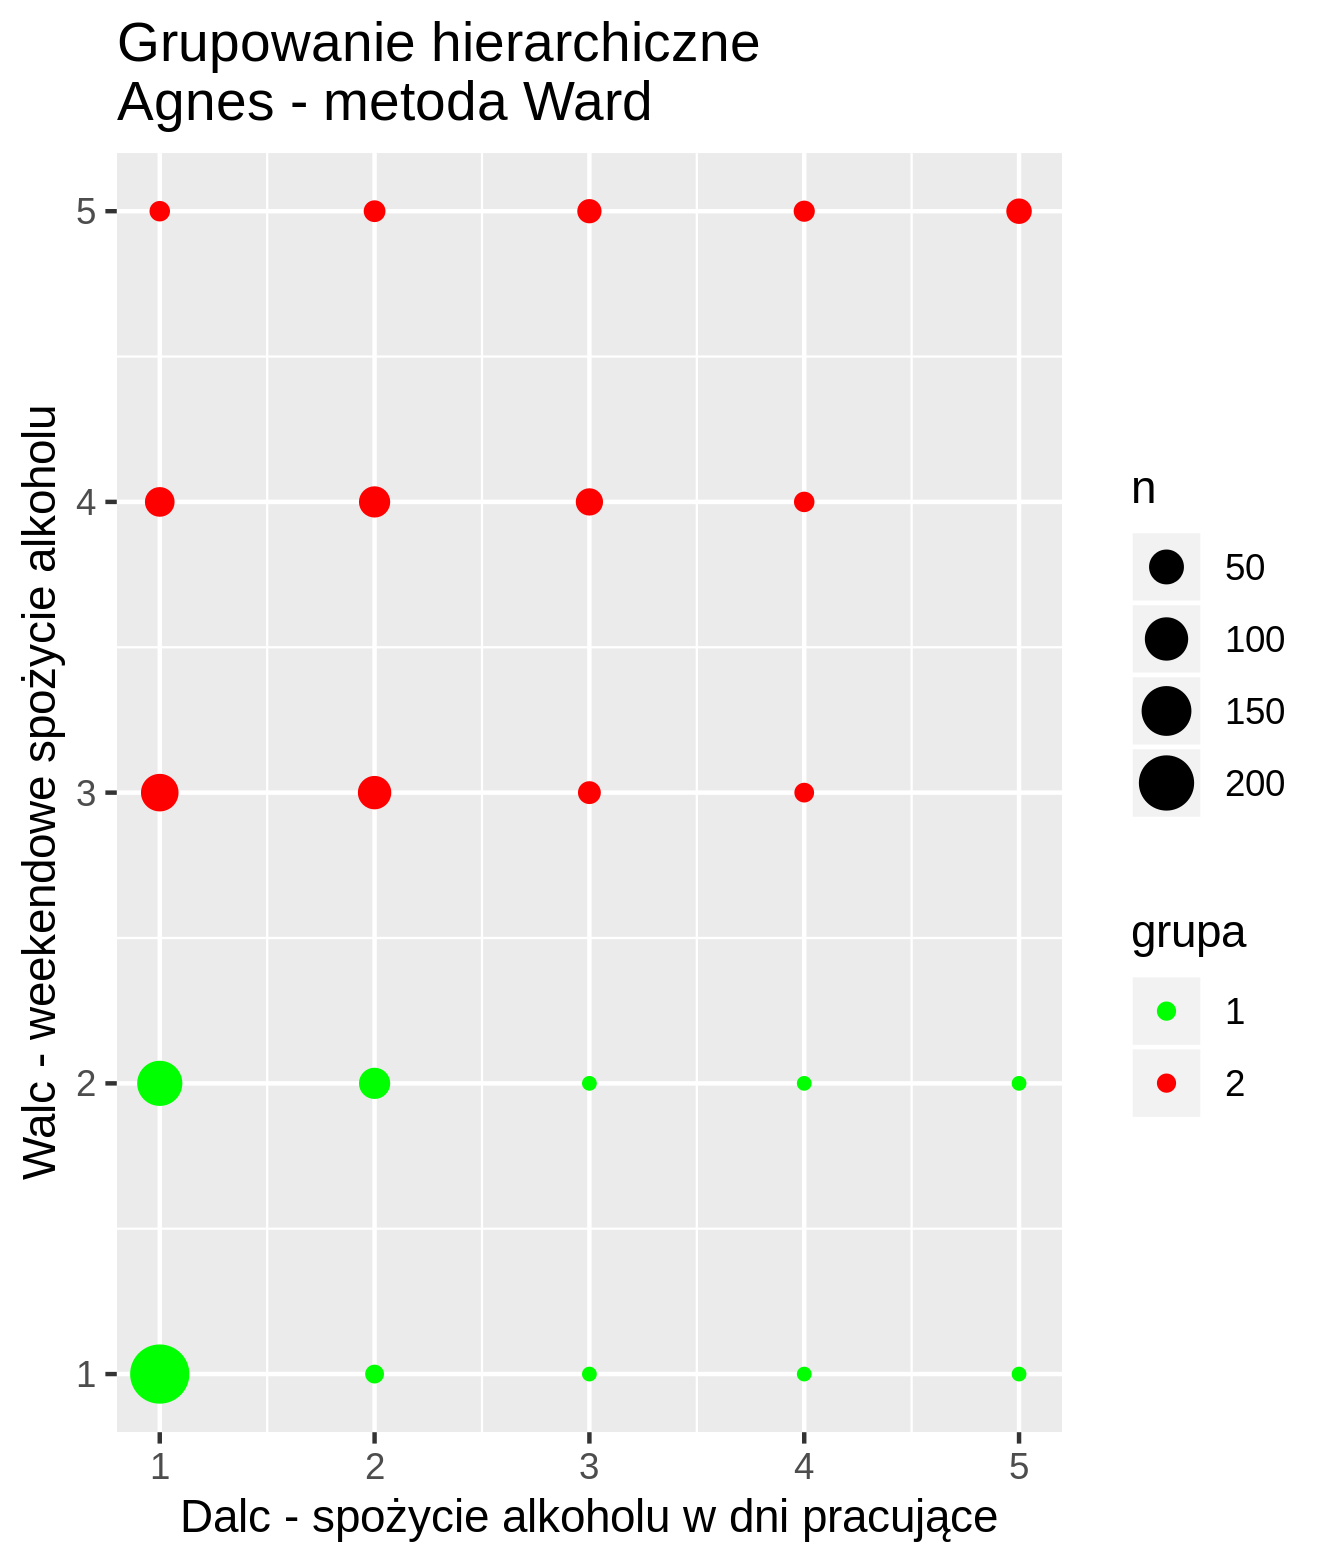 Grupowanie hierarchiczne
Agnes - metoda Ward
Walc - weekendowe spożycie alkoholu
5
4
3
2
1
1 2 3 4 5
Dalc - spożycie alkoholu w dni pracujące
n
50
100
150
200
grupa
1
2